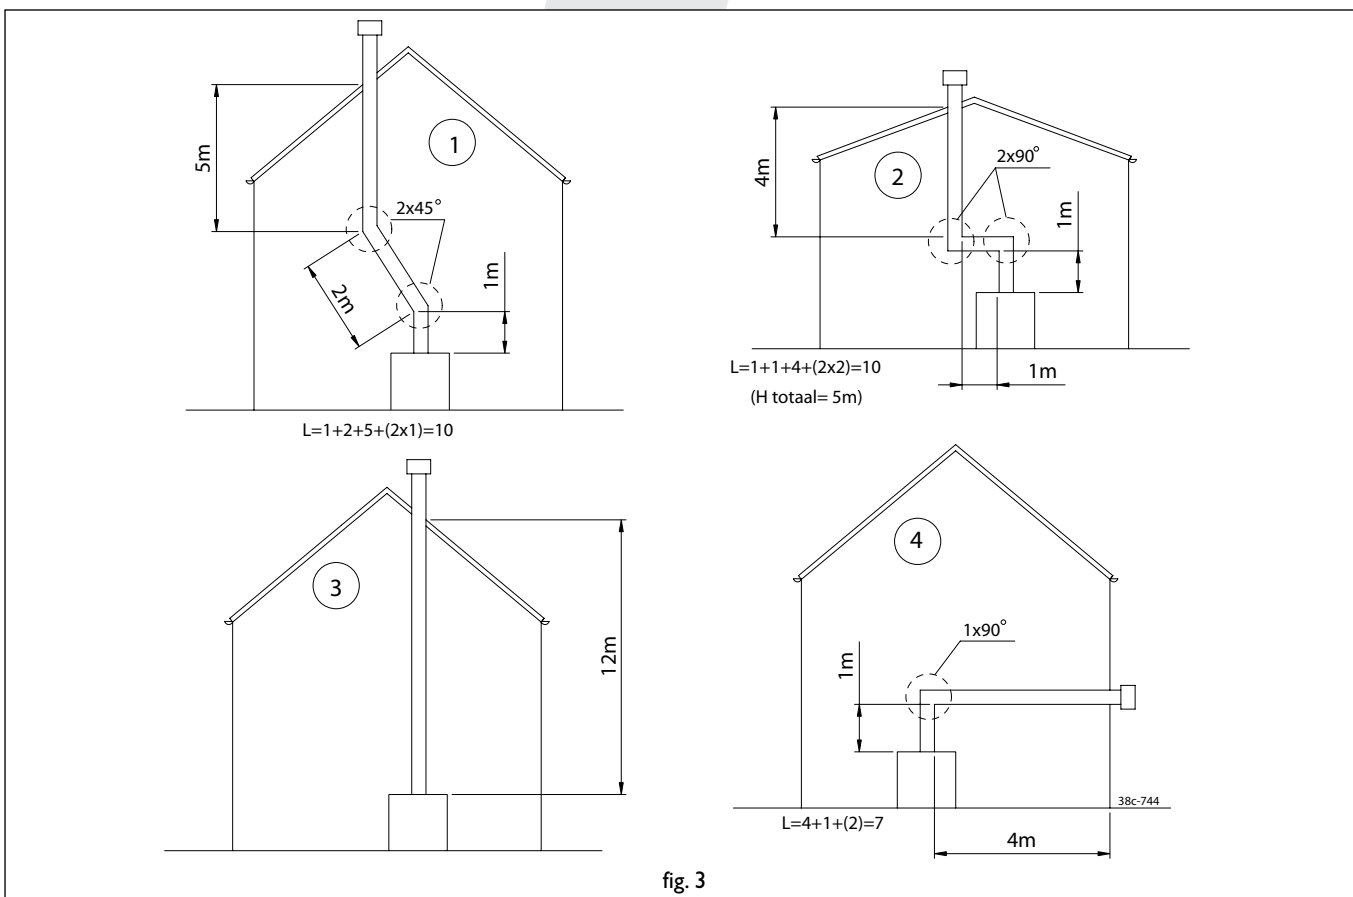 1
5m
2x45°
2m
1m
L=1+2+5+(2x1)=10
2
4m
2x90°
1m
L=1+1+4+(2x2)=10
1m
(H totaal= 5m)
3
12m
4
1x90°
1m
38c-744
L=4+1+(2)=7
4m
fig. 3